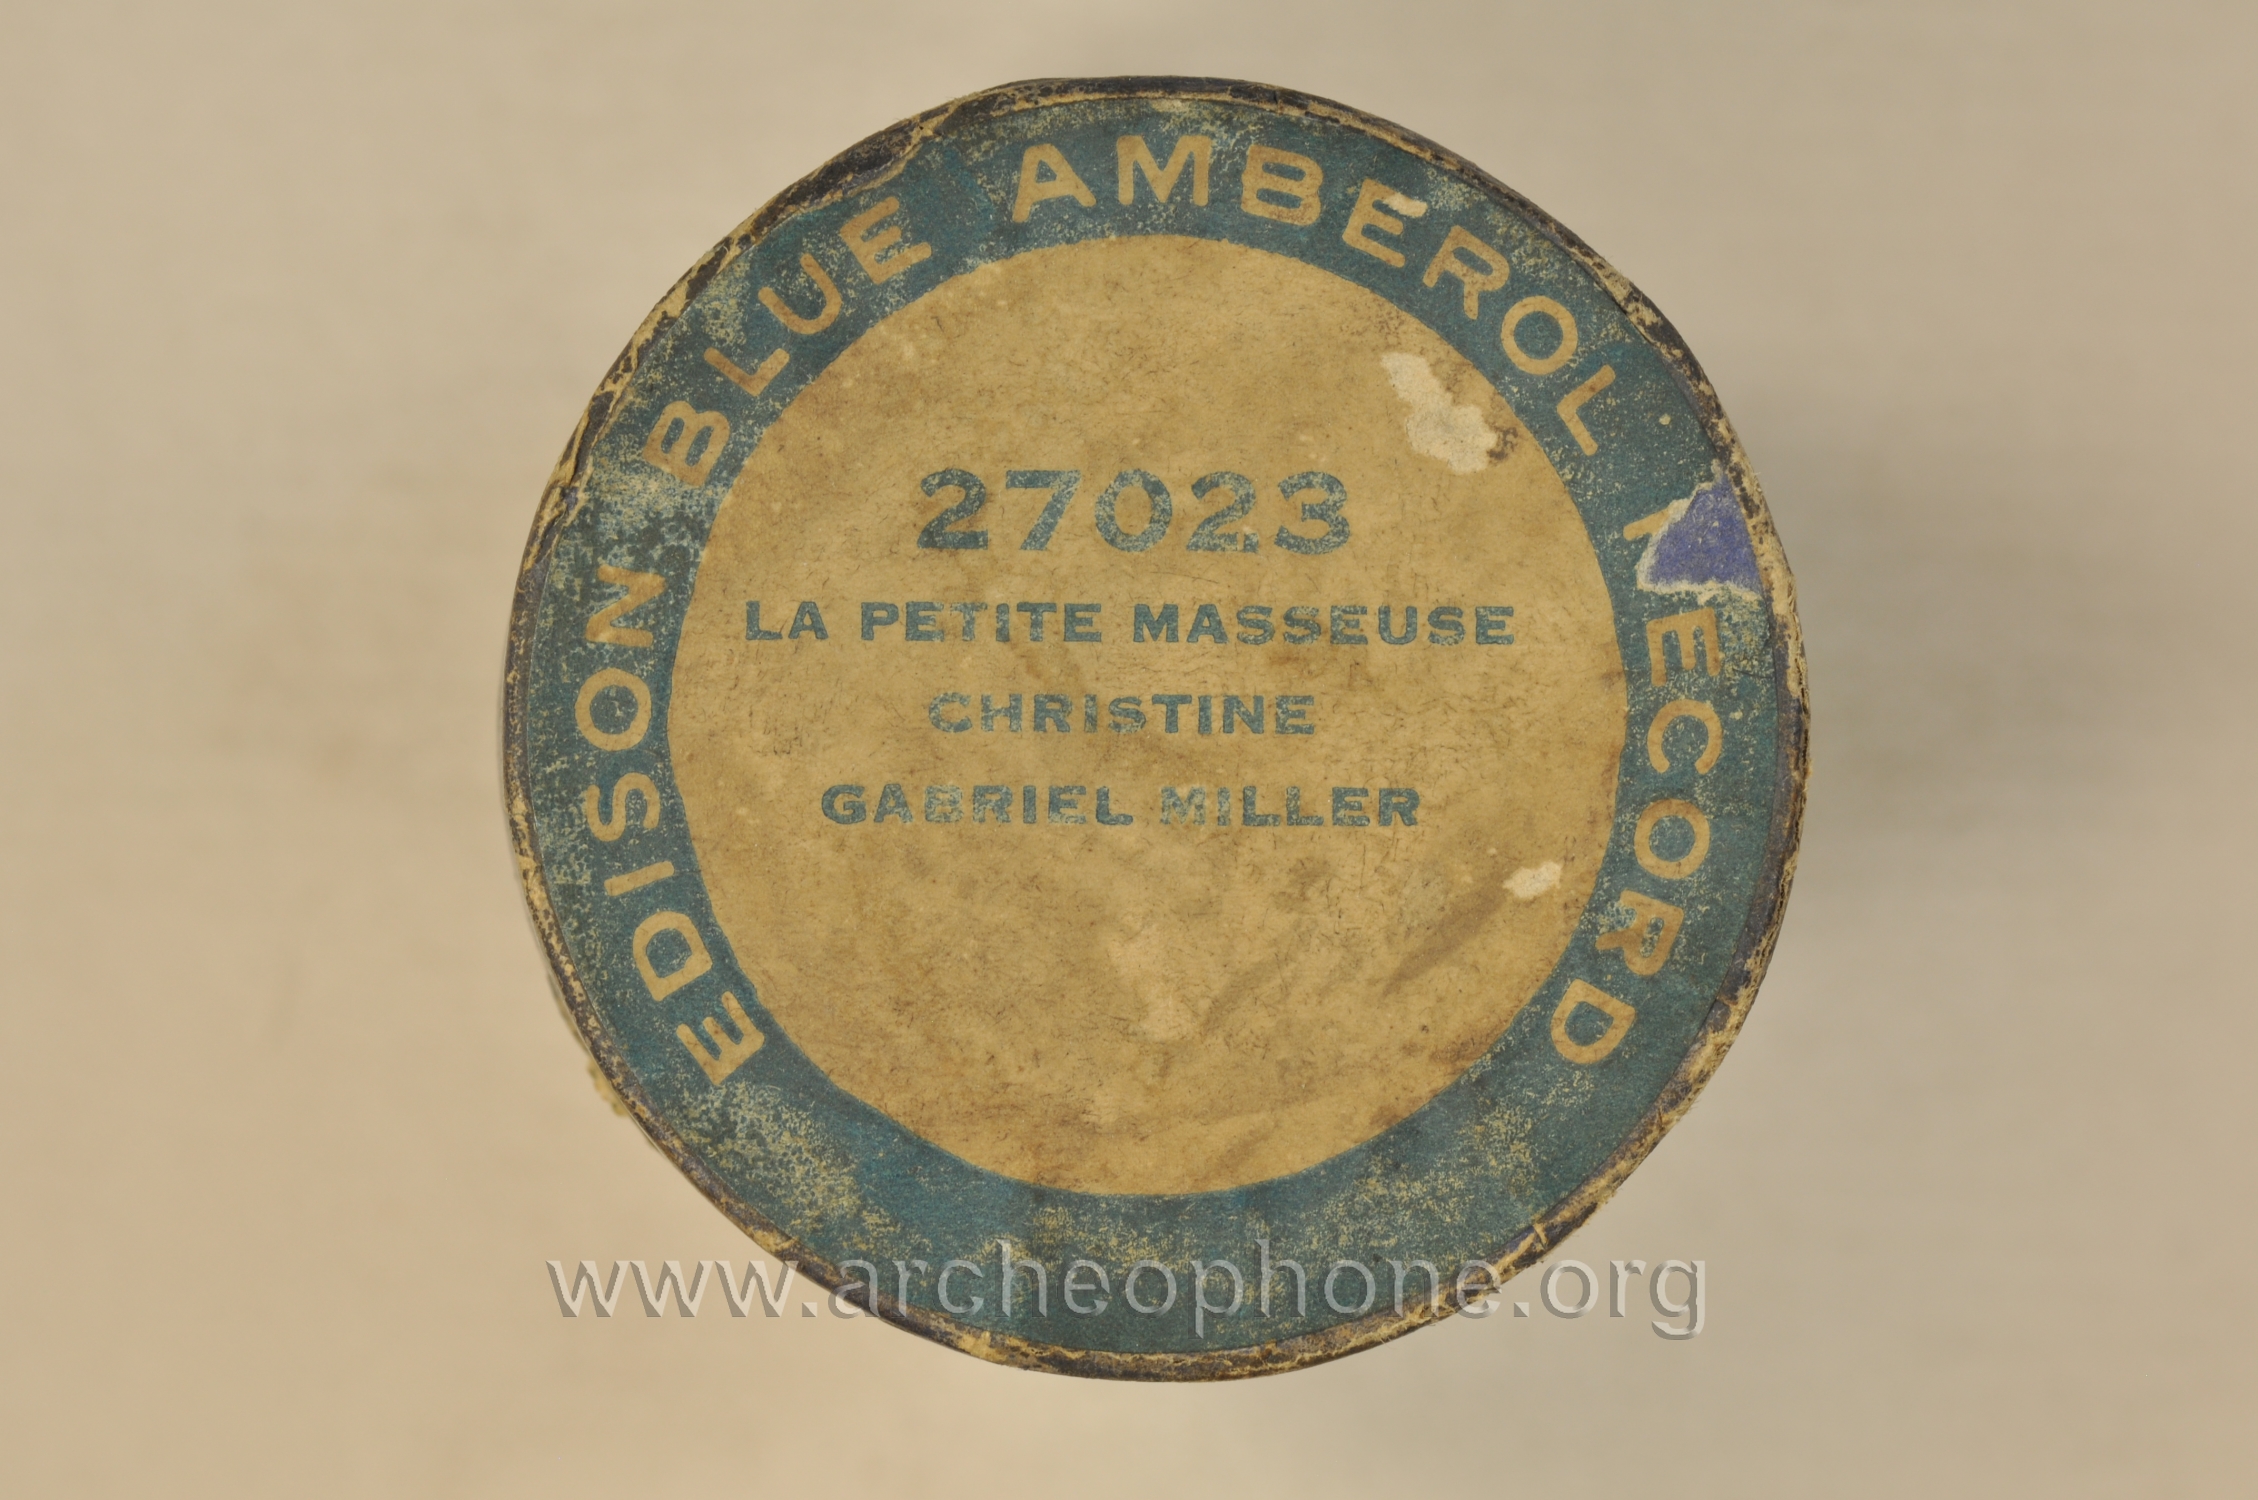 EDISON BLUE AMBEROL RECORD
27023
LA PETITE MASSEUSE
CHRISTINE
GABRIEL MILLER
www.archeophone.org